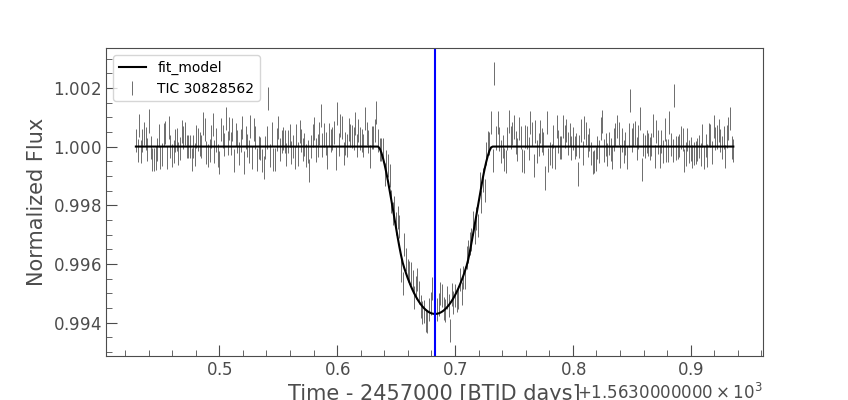 fit_model
TIC 30828562
1.002
1.000
0.998
0.996
0.994
Normalized Flux
0.5 0.6 0.7 0.8 0.9
Time - 2457000 [BTJD days]
+1.5630000000 × 10³